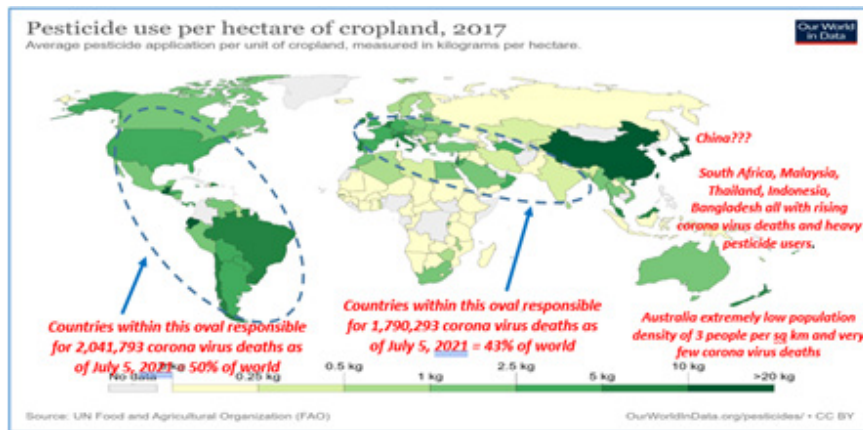 Pesticide use per hectare of cropland, 2017
Average pesticide application per unit of cropland, measured in kilograms per hectare.
Our World
in Data
China???
South Africa, Malaysia,
Thailand, Indonesia,
Bangladesh all with rising
corona virus deaths and heavy
pesticide users.
Countries within this oval responsible
for 2,041,793 corona virus deaths as
of July 5, 2021 = 50% of world
Countries within this oval responsible
for 1,790,293 corona virus deaths as
of July 5, 2021 = 43% of world
Australia extremely low population
density of 3 people per sq km and very
few corona virus deaths
No data
0.25 kg
0.5 kg
1 kg
2.5 kg
5 kg
10 kg
>20 kg
Source: UN Food and Agricultural Organization (FAO)
OurWorldInData.org/pesticides/ • CC BY